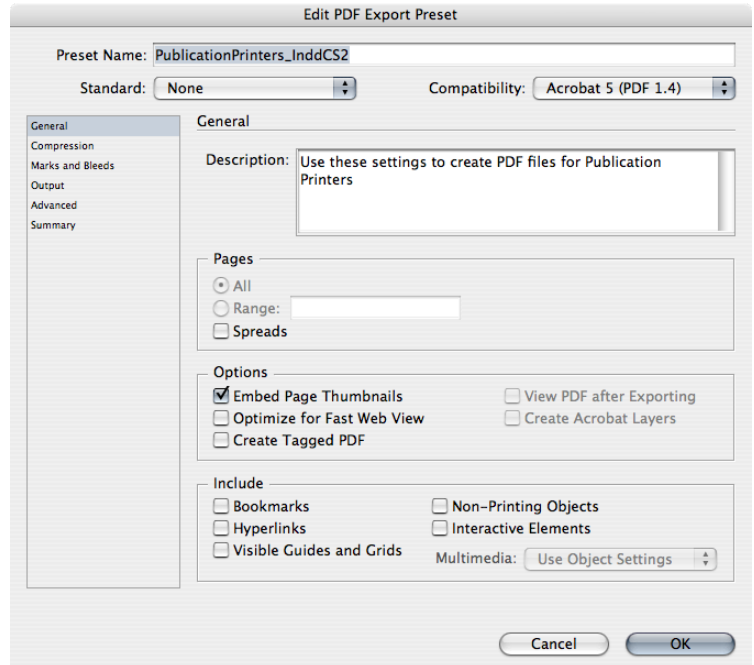 Edit PDF Export Preset
Preset Name: PublicationPrinters_InddCS2
Standard: None Compatibility: Acrobat 5 (PDF 1.4)
General
Compression
Marks and Bleeds
Output
Advanced
Summary
General
Description: Use these settings to create PDF files for Publication
Printers
Pages
All
Range:
Spreads
Options
Embed Page Thumbnails View PDF after Exporting
Optimize for Fast Web View Create Acrobat Layers
Create Tagged PDF
Include
Bookmarks Non-Printing Objects
Hyperlinks Interactive Elements
Visible Guides and Grids Multimedia: Use Object Settings
Cancel OK